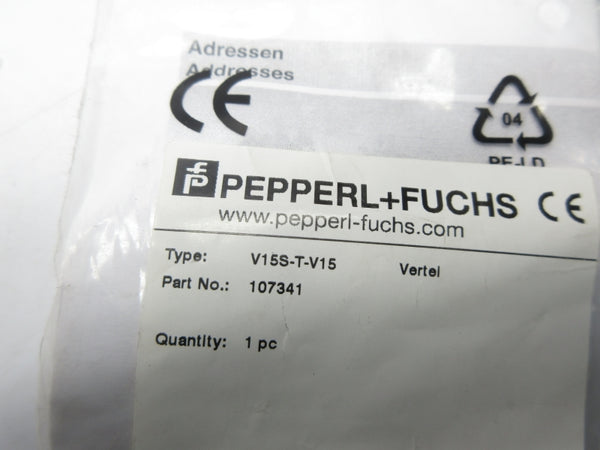 Adressen
Addresses
CE
04
PE-LD
PEPPERL+FUCHS CE
www.pepperl-fuchs.com
Type: V15S-T-V15 Vertel
Part No.: 107341
Quantity: 1 pc